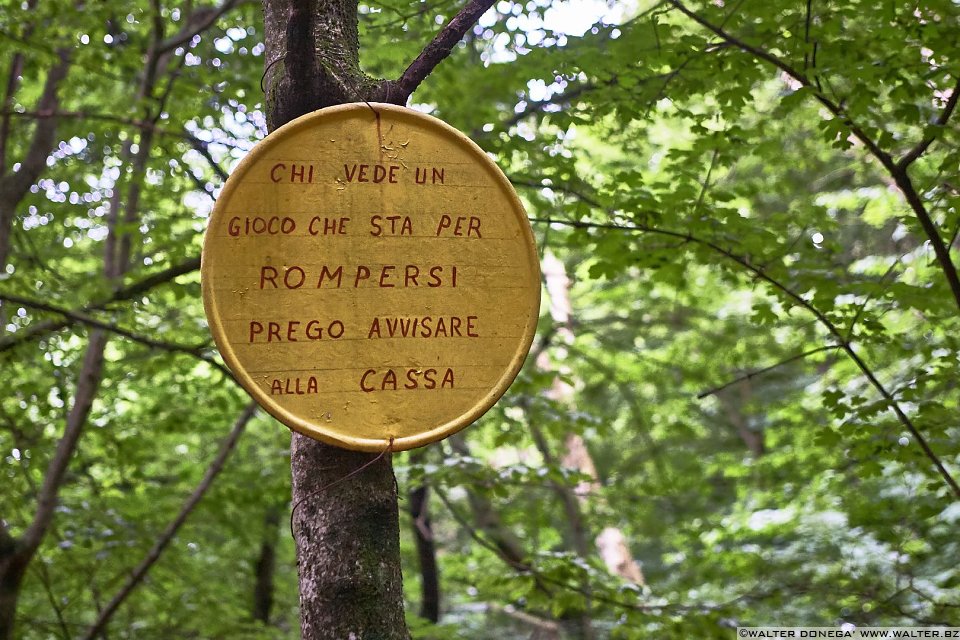 CHI VEDE UN
GIOCO CHE STA PER
ROMPERSI
PREGO AVVISARE
ALLA CASSA
©WALTER DONEGA' WWW.WALTER.BZ